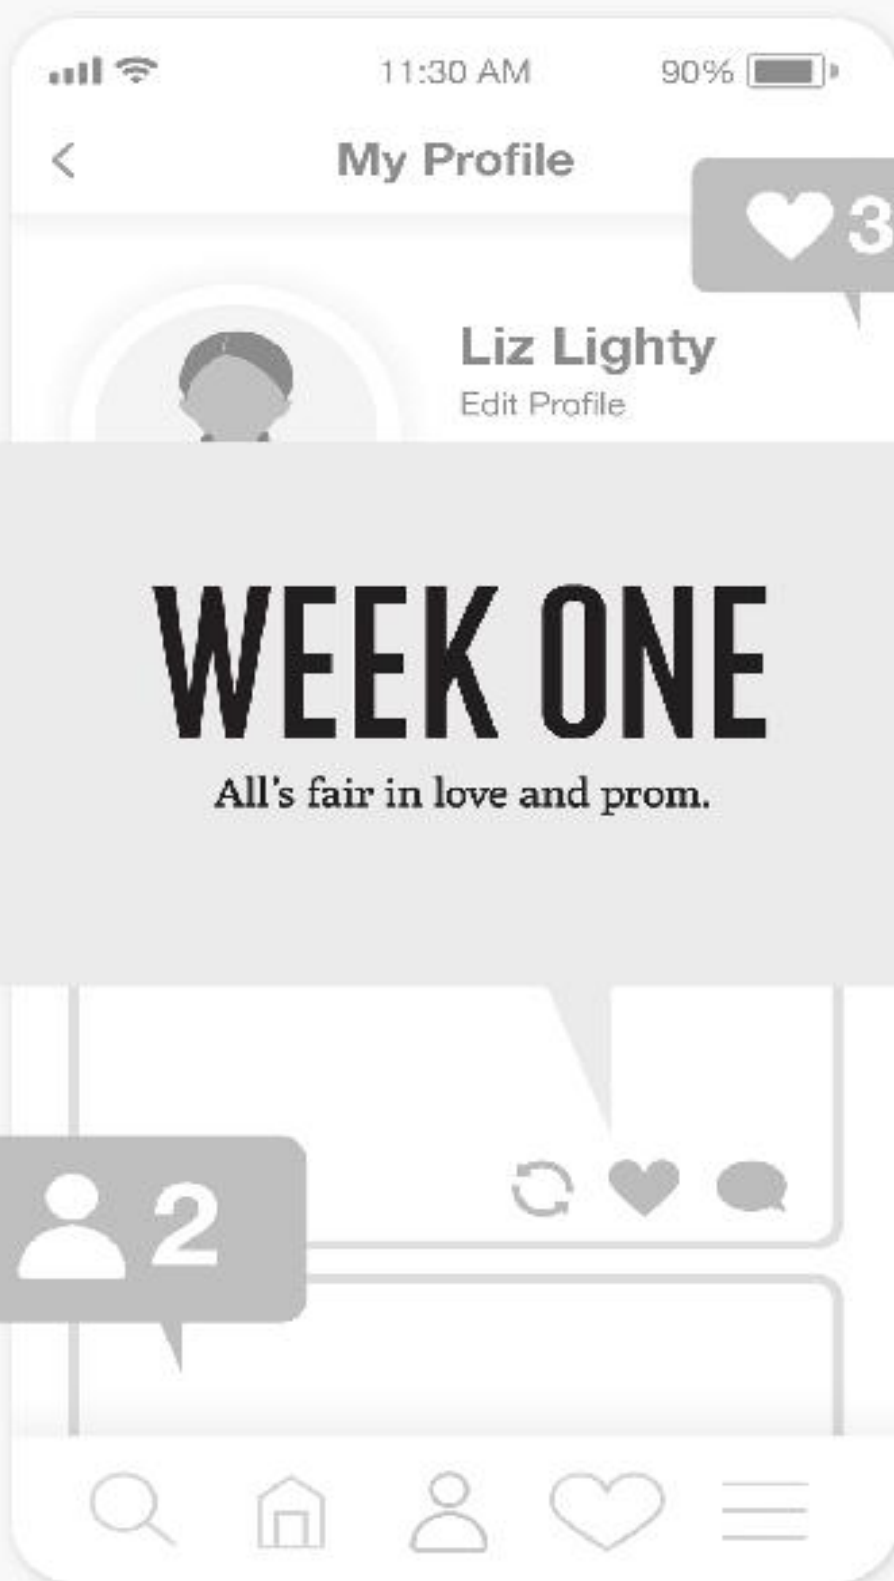 11:30 AM 90%
My Profile
3
Liz Lighty
Edit Profile
WEEK ONE
All's fair in love and prom.
2